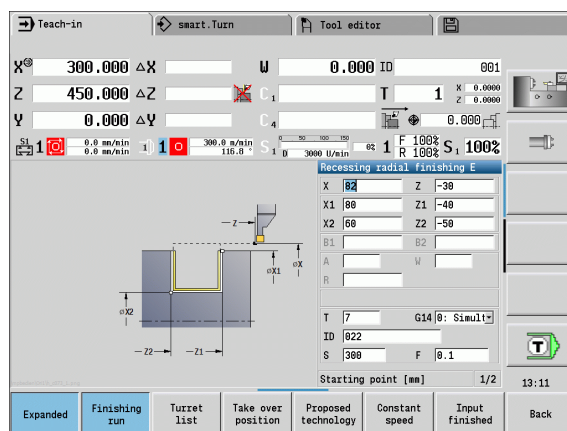 Teach-in smart.Turn Tool editor
X 300.000 ΔX W 0.000 ID 001
Z 450.000 ΔZ C 1 T 1 X 0.0000 Z 0.0000
Y 0.000 ΔY C 4 0.000
S1 1 0.0 mm/min 0.0 mm/min 1 300.0 m/min 116.8 ° S 1 0 50 100 150 D 3000 U/min 0% 1 F 100% R 100% S 1 100%
Recessing radial finishing E
X 82 Z -30
X1 80 Z1 -40
X2 60 Z2 -50
B1 B2
A W
R
T 7 G14 0: Simult
ID 022
S 300 F 0.1
Starting point [mm] 1/2
Z
øX1
øX
øX2
Z2
Z1
T
13:11
Expanded
Finishing run
Turret list
Take over position
Proposed technology
Constant speed
Input finished
Back